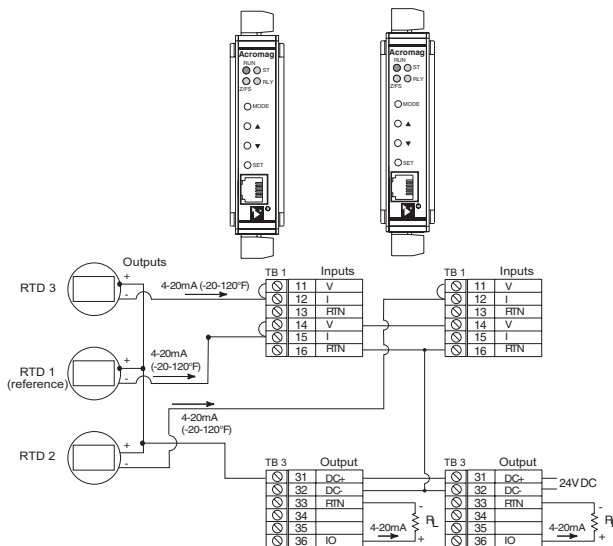 Acromag
RUN
ST
RLY
Z/FS
MODE
SET
Acromag
RUN
ST
RLY
Z/FS
MODE
SET
Outputs
RTD 3
+
-
4-20mA (-20-120°F)
RTD 1
(reference)
+
-
4-20mA
(-20-120°F)
RTD 2
+
-
4-20mA
(-20-120°F)
TB 1 Inputs
11 V
12 I
13 RTN
14 V
15 I
16 RTN
TB 1 Inputs
11 V
12 I
13 RTN
14 V
15 I
16 RTN
TB 3 Output
31 DC+
32 DC-
33 RTN
34
35
36 IO
-
RL
4-20mA
+
TB 3 Output
31 DC+
32 DC-
33 RTN
34
35
36 IO
24V DC
-
RL
4-20mA
+